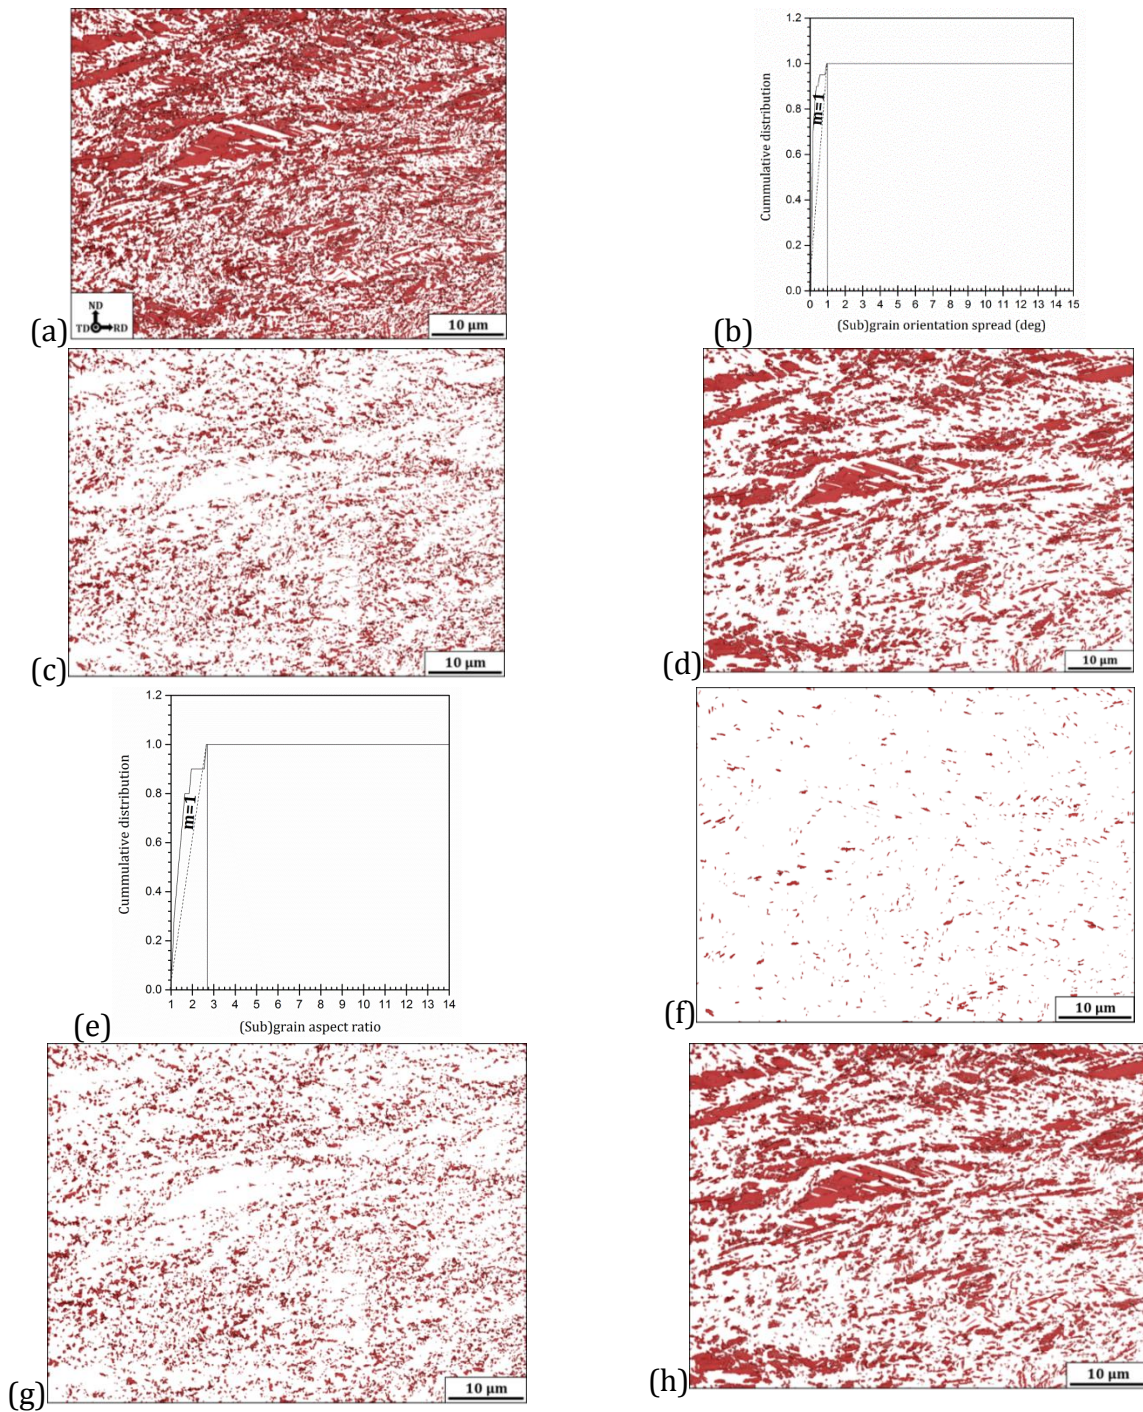 ND
TD RD
10 µm
(a)
1.2
1.0
0.8
0.6
0.4
0.2
0.0
Cummulative distribution
m=1
0 1 2 3 4 5 6 7 8 9 10 11 12 13 14 15
(Sub)grain orientation spread (deg)
(b)
10 µm
(c)
10 µm
(d)
1.2
1.0
0.8
0.6
0.4
0.2
0.0
Cummulative distribution
m=1
1 2 3 4 5 6 7 8 9 10 11 12 13 14
(Sub)grain aspect ratio
(e)
10 µm
(f)
10 µm
(g)
10 µm
(h)